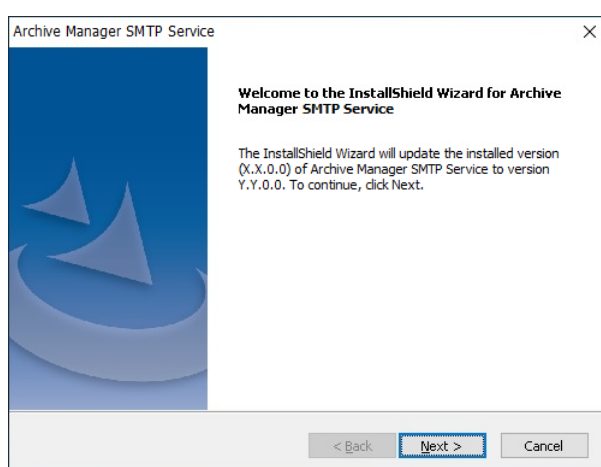 Archive Manager SMTP Service
Welcome to the InstallShield Wizard for Archive
Manager SMTP Service
The InstallShield Wizard will update the installed version
(X.X.0.0) of Archive Manager SMTP Service to version
Y.Y.0.0. To continue, click Next.
< Back
Next >
Cancel